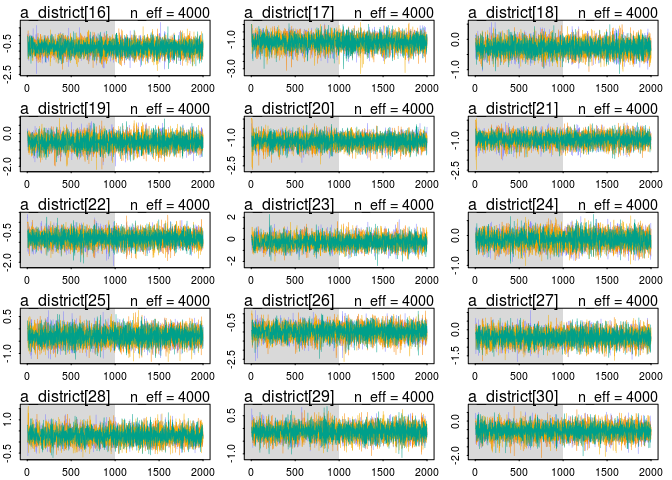 a_district[16] n_eff = 4000 a_district[17] n_eff = 4000 a_district[18] n_eff = 4000
-0.5 -1.0 0.0
-2.5 -3.0 -1.0
0 500 1000 1500 2000 0 500 1000 1500 2000 0 500 1000 1500 2000
a_district[19] n_eff = 4000 a_district[20] n_eff = 4000 a_district[21] n_eff = 4000
0.0 -1.0 -1.0
-2.0 -2.5 -2.5
0 500 1000 1500 2000 0 500 1000 1500 2000 0 500 1000 1500 2000
a_district[22] n_eff = 4000 a_district[23] n_eff = 4000 a_district[24] n_eff = 4000
-0.5 2 0.0
-2.0 0 -1.0
-2
0 500 1000 1500 2000 0 500 1000 1500 2000 0 500 1000 1500 2000
a_district[25] n_eff = 4000 a_district[26] n_eff = 4000 a_district[27] n_eff = 4000
0.5 -0.5 0.0
-1.0 -2.5 -1.5
0 500 1000 1500 2000 0 500 1000 1500 2000 0 500 1000 1500 2000
a_district[28] n_eff = 4000 a_district[29] n_eff = 4000 a_district[30] n_eff = 4000
1.0 0.5 0.0
-0.5 -1.0 -2.0
0 500 1000 1500 2000 0 500 1000 1500 2000 0 500 1000 1500 2000